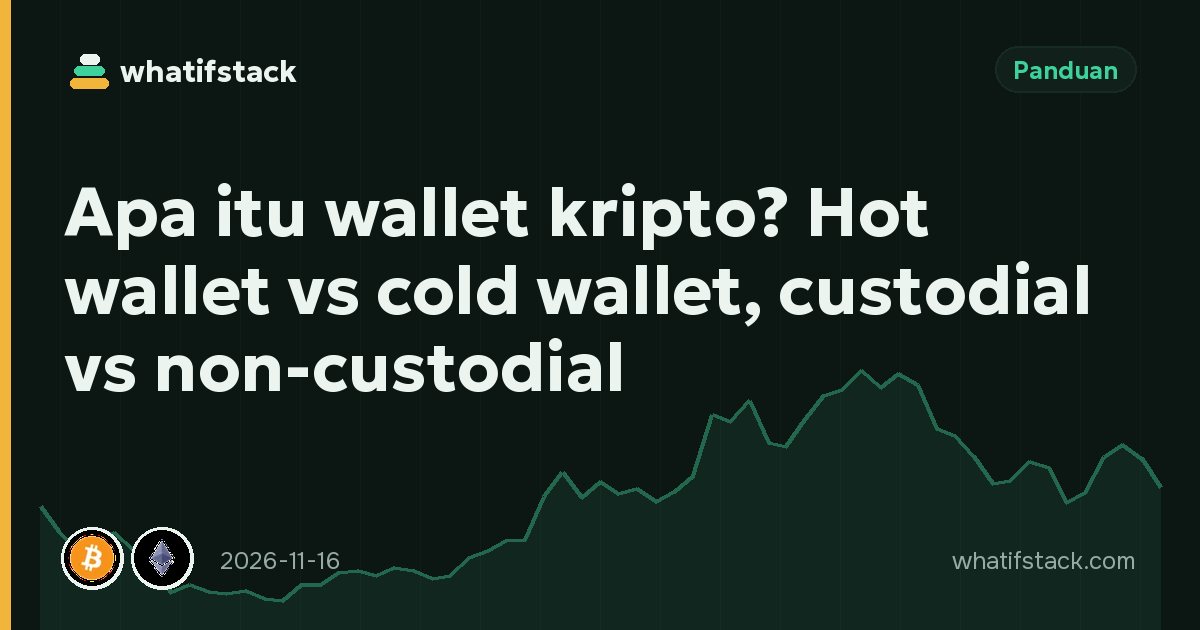 whatifstack
Panduan
Apa itu wallet kripto? Hot
wallet vs cold wallet, custodial
vs non-custodial
2026-11-16
whatifstack.com